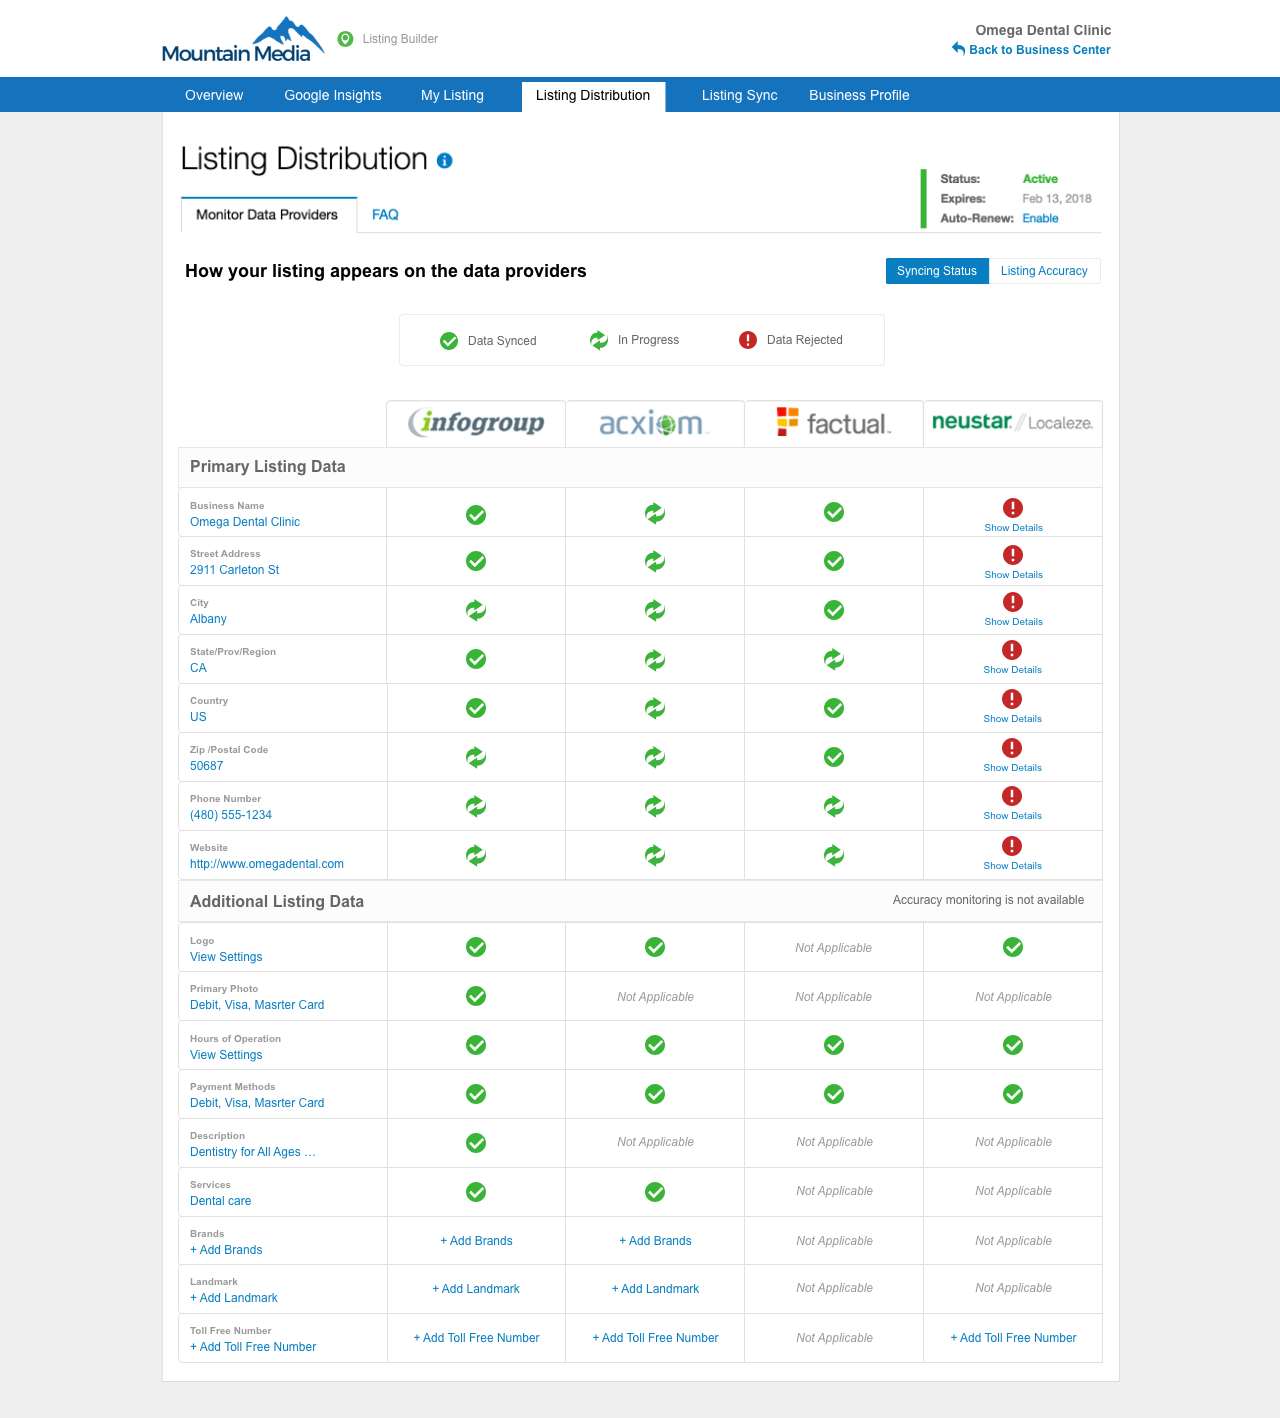 Mountain Media
Listing Builder
Omega Dental Clinic
Back to Business Center
Overview Google Insights My Listing Listing Distribution Listing Sync Business Profile
Listing Distribution
Status: Active
Expires: Feb 13, 2018
Auto-Renew: Enable
Monitor Data Providers FAQ
How your listing appears on the data providers
Syncing Status Listing Accuracy
Data Synced In Progress Data Rejected
infogroup acxiom factual. neustar. // Localeze.
Primary Listing Data
Business Name
Omega Dental Clinic
Show Details
Street Address
2911 Carleton St
Show Details
City
Albany
Show Details
State/Prov/Region
CA
Show Details
Country
US
Show Details
Zip /Postal Code
50687
Show Details
Phone Number
(480) 555-1234
Show Details
Website
http://www.omegadental.com
Show Details
Additional Listing Data Accuracy monitoring is not available
Logo
View Settings
Not Applicable
Primary Photo
Debit, Visa, Masrter Card
Not Applicable Not Applicable Not Applicable
Hours of Operation
View Settings
Payment Methods
Debit, Visa, Masrter Card
Description
Dentistry for All Ages ...
Not Applicable Not Applicable Not Applicable
Services
Dental care
Not Applicable Not Applicable
Brands
+ Add Brands
+ Add Brands + Add Brands Not Applicable Not Applicable
Landmark
+ Add Landmark
+ Add Landmark + Add Landmark Not Applicable Not Applicable
Toll Free Number
+ Add Toll Free Number
+ Add Toll Free Number + Add Toll Free Number Not Applicable + Add Toll Free Number